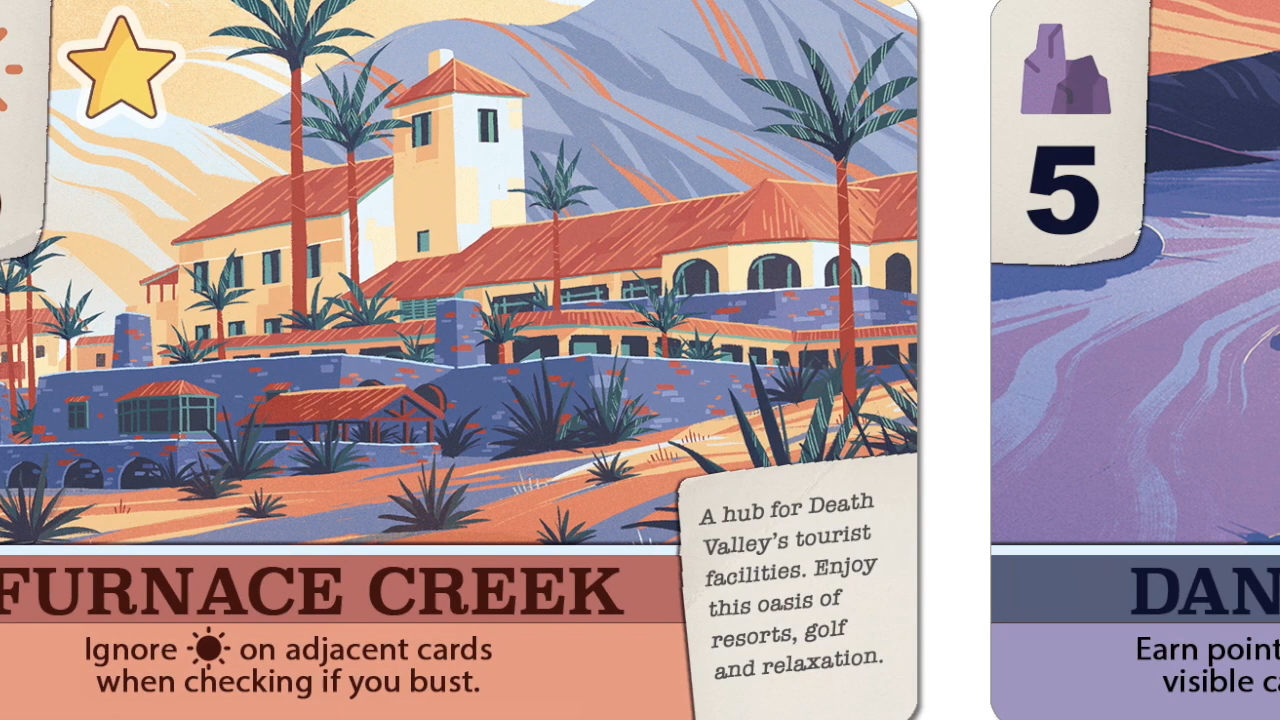 5
A hub for Death
Valley's tourist
facilities. Enjoy
this oasis of
resorts, golf
and relaxation.
FURNACE CREEK
Ignore on adjacent cards
when checking if you bust.
DAN
Earn point
visible